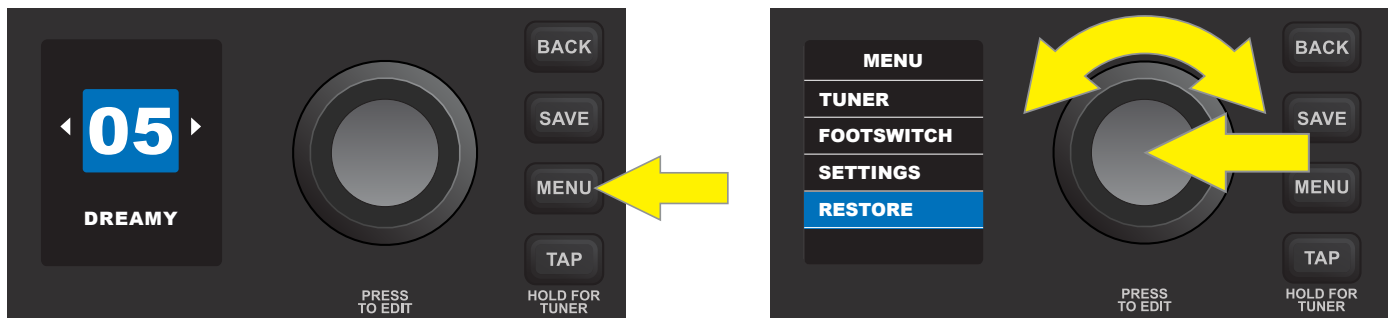 05
DREAMY
BACK
SAVE
MENU
TAP
PRESS
TO EDIT
HOLD FOR
TUNER
MENU
TUNER
FOOTSWITCH
SETTINGS
RESTORE
BACK
SAVE
MENU
TAP
PRESS
TO EDIT
HOLD FOR
TUNER